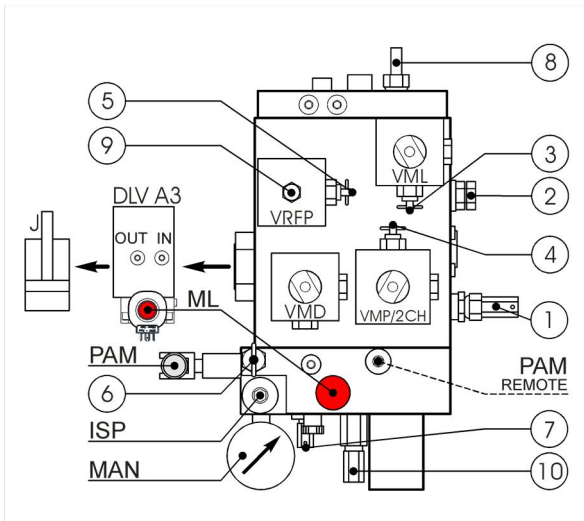 8
5
9
3
VML
2
DLV A3
VRFP
J
4
OUT IN
ML
VMD
VMP/2CH
1
PAM
PAM
REMOTE
6
ISP
7
MAN
10